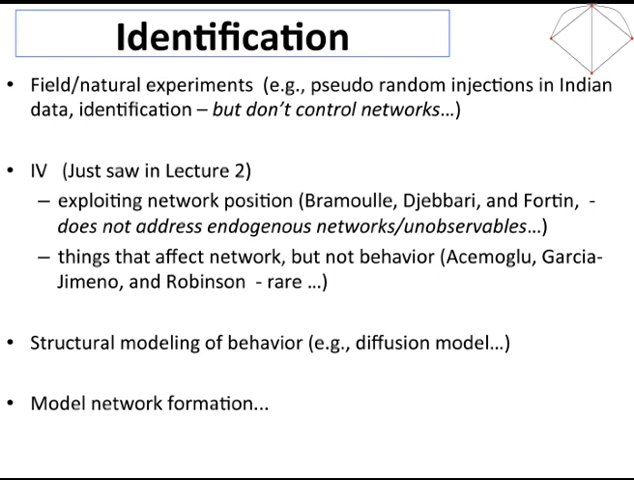 Identification
• Field/natural experiments (e.g., pseudo random injections in Indian
data, identification – but don't control networks...)
• IV (Just saw in Lecture 2)
– exploiting network position (Bramoulle, Djebbari, and Fortin, -
does not address endogenous networks/unobservables...)
– things that affect network, but not behavior (Acemoglu, Garcia-
Jimeno, and Robinson - rare ...)
• Structural modeling of behavior (e.g., diffusion model...)
• Model network formation...